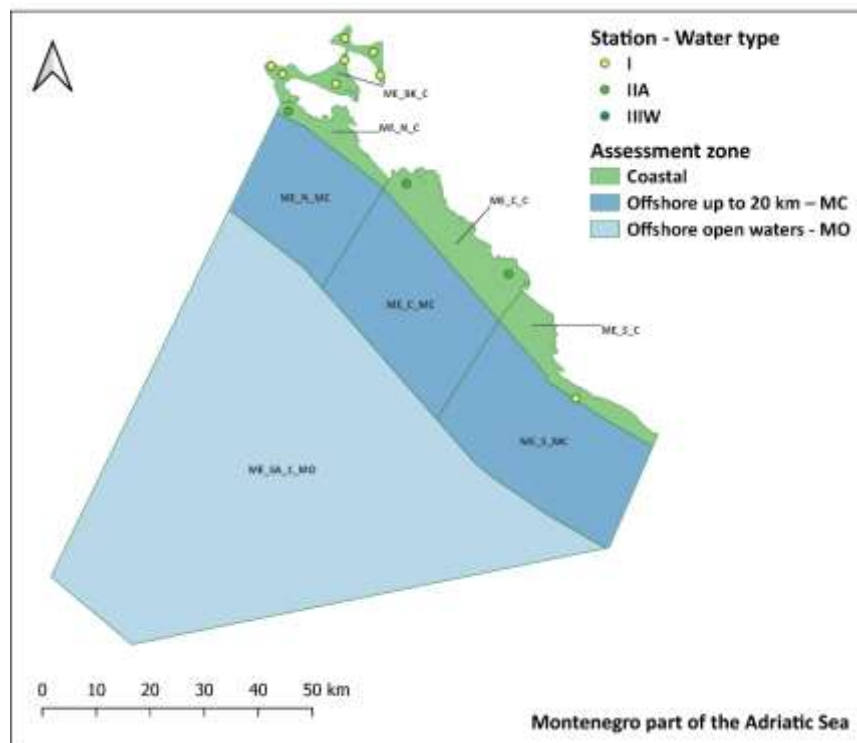 Station - Water type
I
IIA
IIIW
Assessment zone
Coastal
Offshore up to 20 km – MC
Offshore open waters - MO
ME_BK_C
ME_N_C
ME_N_MC
ME_C_C
ME_C_MC
ME_S_C
ME_S_MC
ME_SA_1_MO
0 10 20 30 40 50 km
Montenegro part of the Adriatic Sea